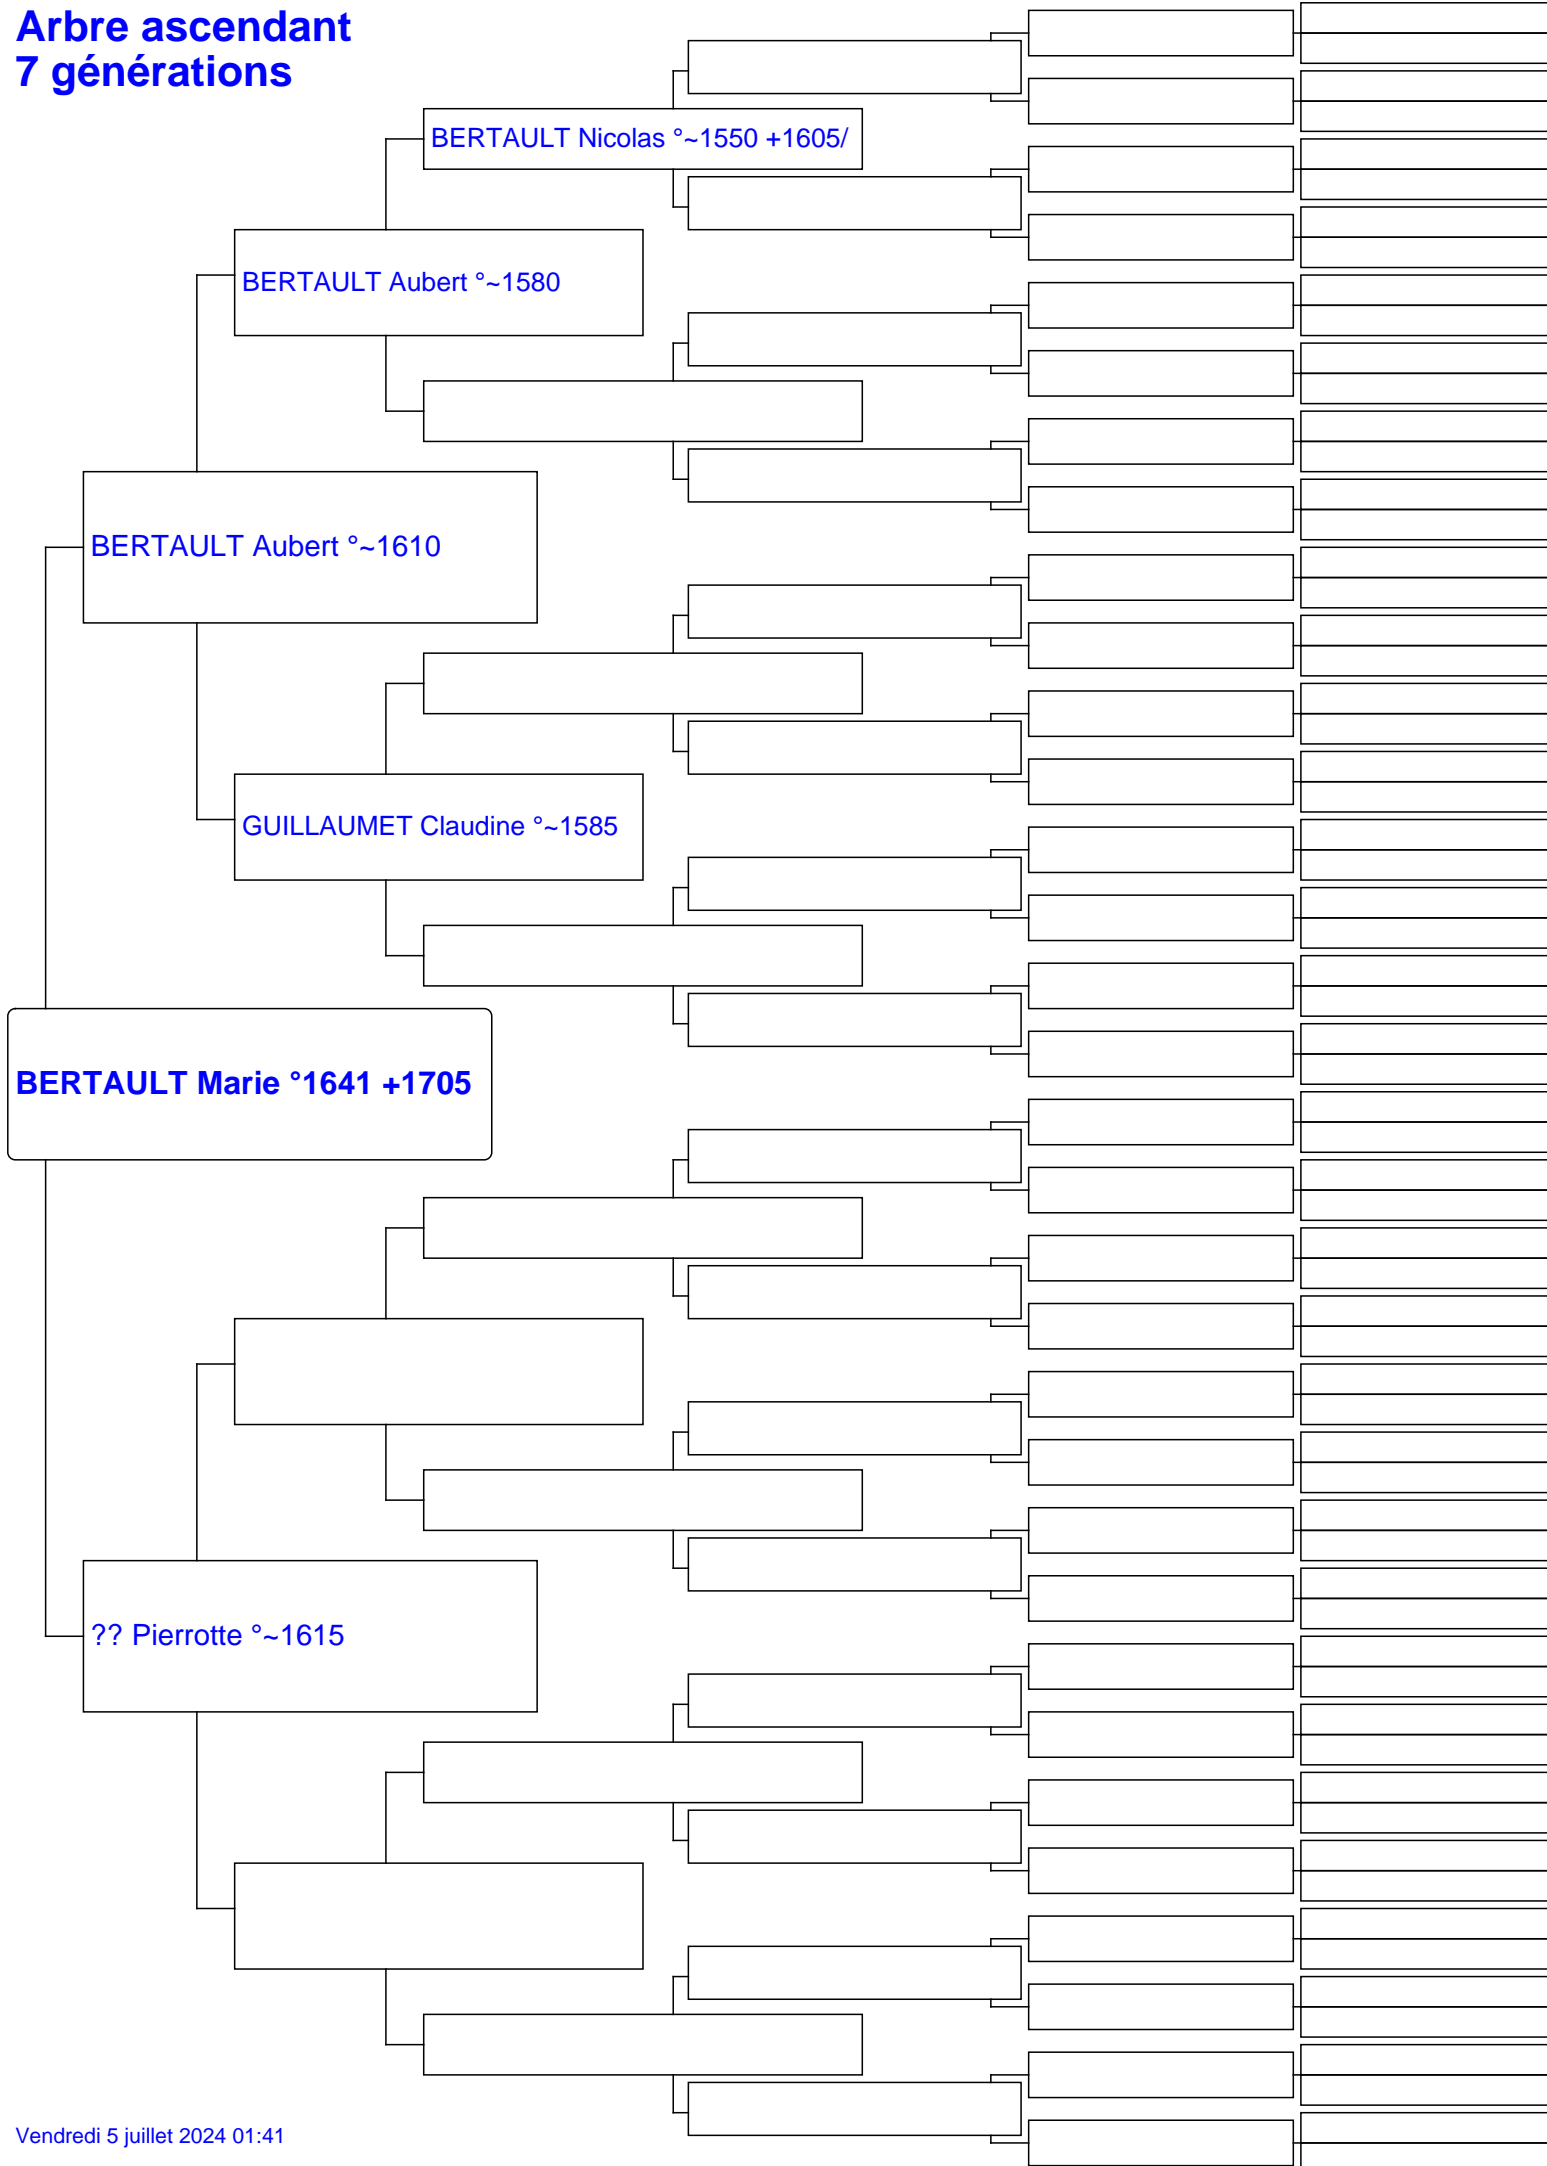 Arbre ascendant
7 générations
BERTAULT Nicolas °~1550 +1605/
BERTAULT Aubert °~1580
BERTAULT Aubert °~1610
GUILLAUMET Claudine °~1585
BERTAULT Marie °1641 +1705
?? Pierrotte °~1615
Vendredi 5 juillet 2024 01:41